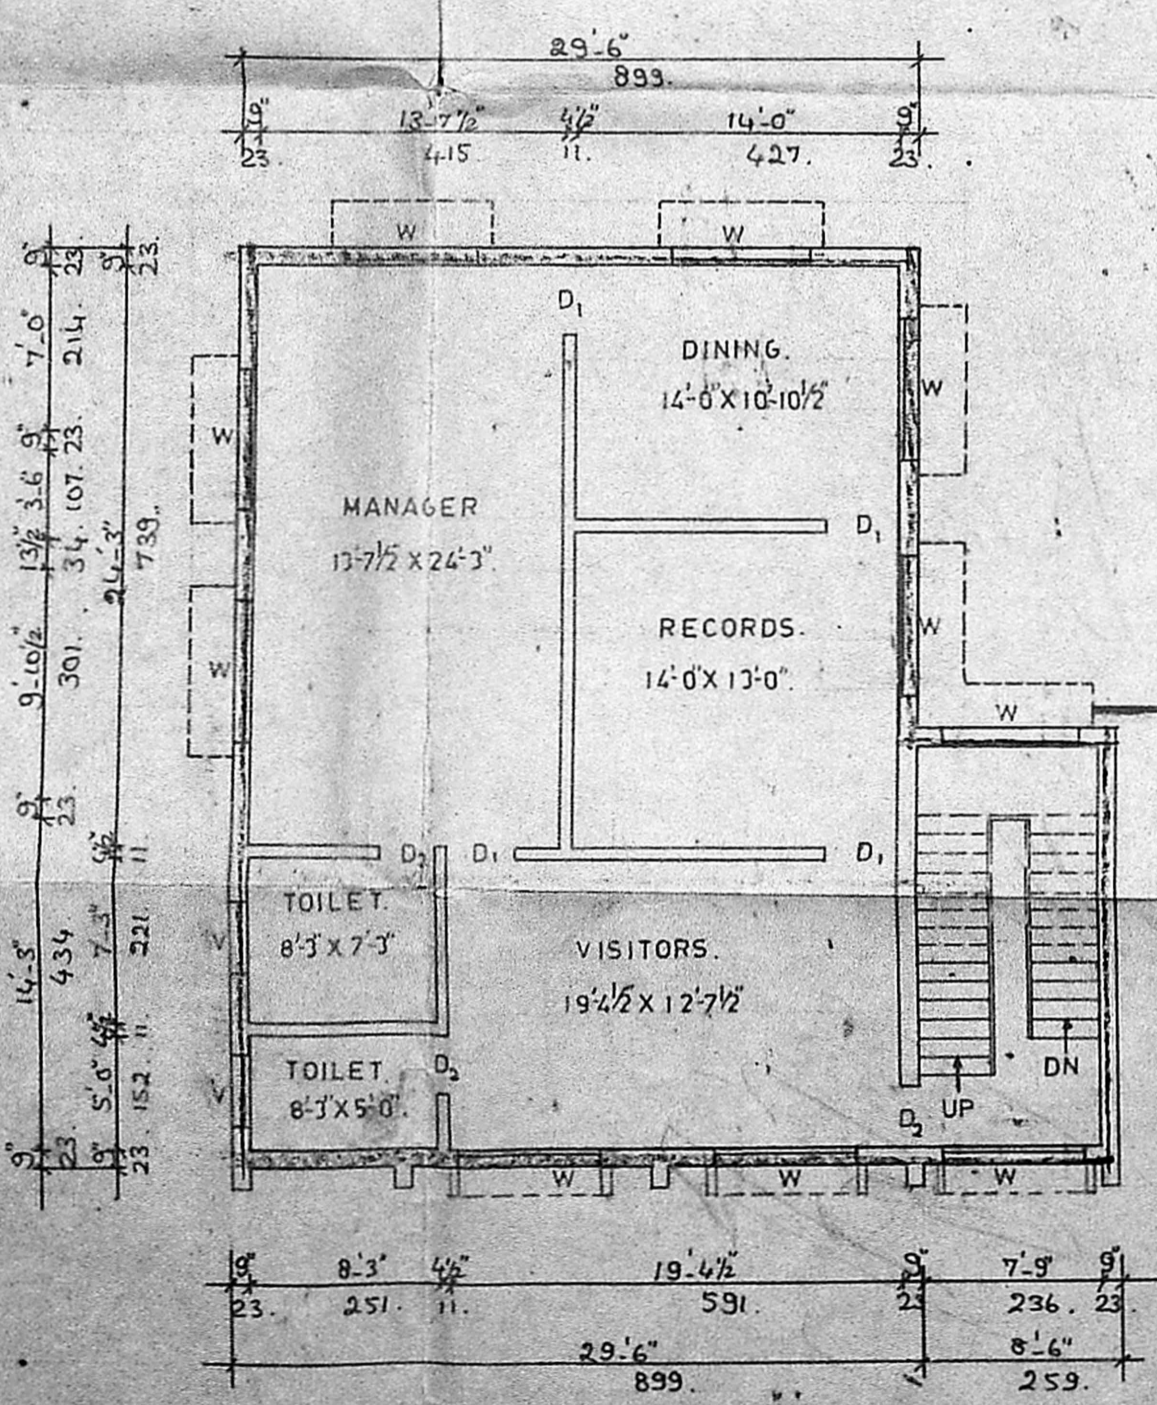 29'-6"
899.
9" 13-7½" 4½" 14'-0" 9"
23. 415. 11. 427. 23.
W W
9" 7'-0" 9" 3'-6" 13½" 9'-10½" 9" 14'-3" 9"
23. 214. 23. 107. 34. 301. 23. 434 23.
9" 24'-3" 4½" 7'-3" 4½" 5'-0" 9"
23. 739. 11. 221. 11. 152. 23.
D1
DINING.
14'-0" X 10'-10½"
W
W
MANAGER
13'-7½ X 24'-3".
D1
RECORDS.
14'-0" X 13'-0".
W
W
W
D2 D1 D1
TOILET.
8'-3" X 7'-3"
V
VISITORS.
19'-4½ X 12'-7½"
TOILET.
8'-3" X 5'-0".
V
D2
DN
UP
D2
W W W
9" 8'-3" 4½" 19'-4½" 9" 7'-9" 9"
23. 251. 11. 591. 23 236. 23.
29'-6" 8'-6"
899. 259.